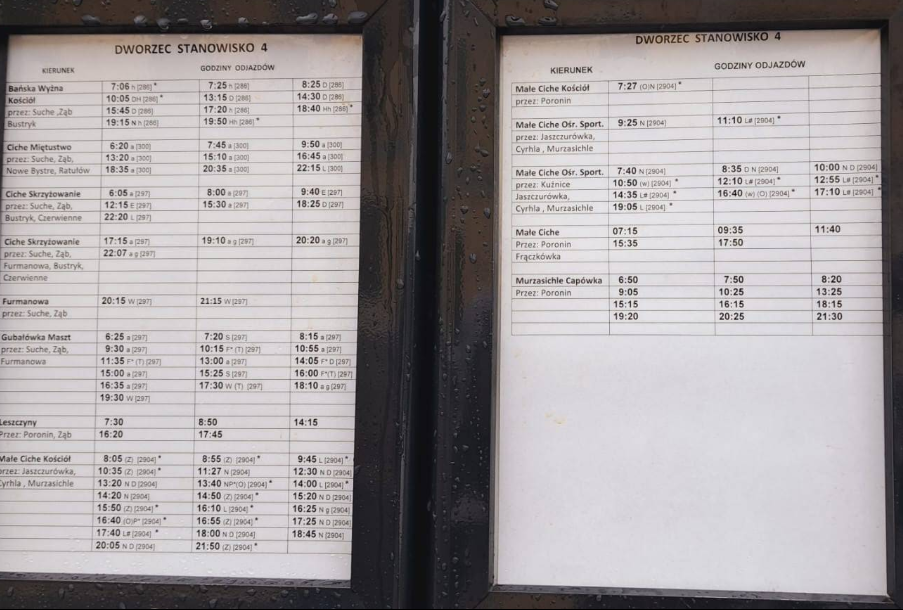 DWORZEC STANOWISKO 4
KIERUNEK GODZINY ODJAZDÓW
Bańska Wyżna 7:06 h [286] * 7:25 h [286] 8:25 D [286]
Kościół 10:05 DH [286] * 13:15 D [286] 14:30 D [286]
przez: Suche ,Ząb 15:45 D [286] 17:20 h [286] 18:40 Hh [286] *
Bustryk 19:15 N h [286] 19:50 Hh [286] *
Ciche Miętustwo 6:20 a [300] 7:45 a [300] 9:50 a [300]
przez: Suche, Ząb, 13:20 a [300] 15:10 a [300] 16:45 a [300]
Nowe Bystre, Ratułów 18:35 a [300] 20:35 a [300] 22:15 L [300]
Ciche Skrzyżowanie 6:05 a [297] 8:00 a [297] 9:40 E [297]
przez: Suche, Ząb, 12:15 E [297] 15:30 a [297] 18:25 D [297]
Bustryk, Czerwienne 22:20 L [297]
Ciche Skrzyżowanie 17:15 a [297] 19:10 a g [297] 20:20 a g [297]
przez: Suche, Ząb, 22:07 a g [297]
Furmanowa, Bustryk,
Czerwienne
Furmanowa 20:15 W [297] 21:15 W [297]
przez: Suche, Ząb
Gubałówka Maszt 6:25 a [297] 7:20 S [297] 8:15 a [297]
przez: Suche, Ząb, 9:30 a [297] 10:15 F* (T) [297] 10:55 a [297]
Furmanowa 11:35 F* (T) [297] 13:00 a [297] 14:05 F* D [297]
15:00 a [297] 15:25 S [297] 16:00 F*(T) [297]
16:35 a [297] 17:30 W (T) [297] 18:10 a g [297]
19:30 W [297]
Leszczyny 7:30 8:50 14:15
Przez: Poronin, Ząb 16:20 17:45
Małe Ciche Kościół 8:05 (Z) [2904] * 8:55 (Z) [2904] * 9:45 L [2904] *
przez: Jaszczurówka, 10:35 (Z) [2904] * 11:27 N [2904] 12:30 N D [2904]
Cyrhla , Murzasichle 13:20 N D [2904] 13:40 NP*(O) [2904] * 14:00 L [2904] *
14:20 N [2904] 14:50 (Z) [2904] * 15:20 N D [2904]
15:50 (Z) [2904] * 16:10 L [2904] * 16:25 N g [2904]
16:40 (O)P* [2904] * 16:55 (Z) [2904] * 17:25 N D [2904]
17:40 L# [2904] * 18:00 N D [2904] 18:45 N [2904]
20:05 N D [2904] 21:50 (Z) [2904] *
DWORZEC STANOWISKO 4
KIERUNEK GODZINY ODJAZDÓW
Małe Ciche Kościół 7:27 (O)N [2904] *
przez: Poronin
Małe Ciche Ośr. Sport. 9:25 N [2904] 11:10 L# [2904] *
przez: Jaszczurówka,
Cyrhla , Murzasichle
Małe Ciche Ośr. Sport. 7:40 N [2904] 8:35 D N [2904] 10:00 N D [2904]
przez: Kuźnice 10:50 (w) [2904] * 12:10 L# [2904] * 12:55 L# [2904] *
Jaszczurówka, 14:35 L# [2904] * 16:40 (w) (O) [2904] * 17:10 L# [2904] *
Cyrhla , Murzasichle 19:05 L [2904] *
Małe Ciche 07:15 09:35 11:40
Przez: Poronin 15:35 17:50
Frączkówka
Murzasichle Capówka 6:50 7:50 8:20
Przez: Poronin 9:05 10:25 13:25
15:15 16:15 18:15
19:20 20:25 21:30